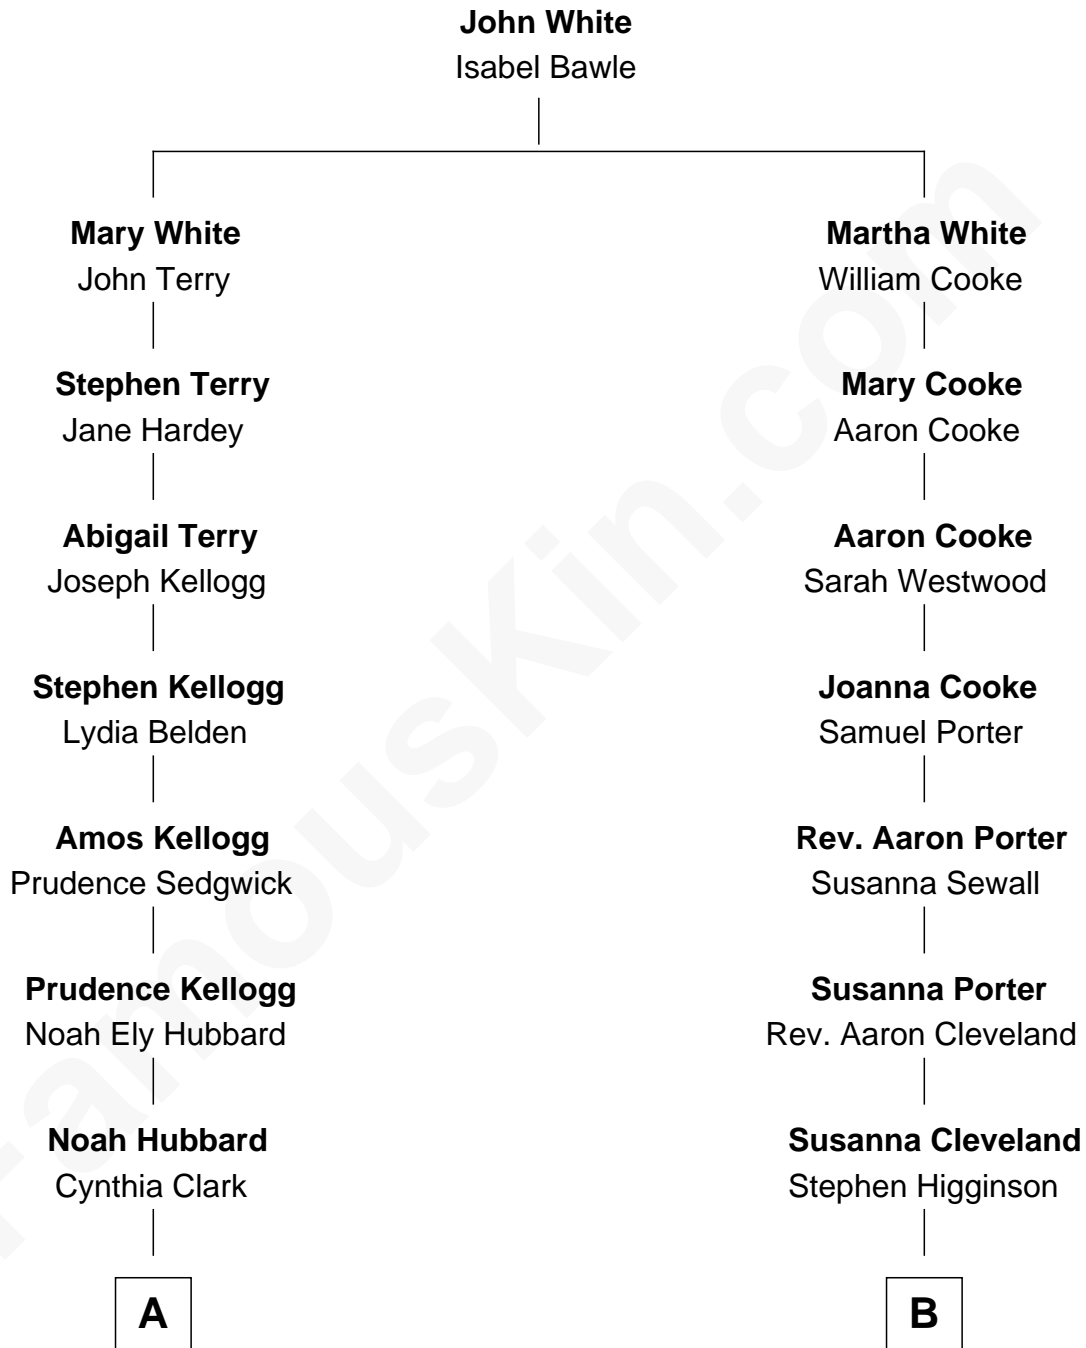 John White
Isabel Bawle
Mary White
John Terry
Martha White
William Cooke
Stephen Terry
Jane Hardey
Mary Cooke
Aaron Cooke
Abigail Terry
Joseph Kellogg
Aaron Cooke
Sarah Westwood
Stephen Kellogg
Lydia Belden
Joanna Cooke
Samuel Porter
Amos Kellogg
Prudence Sedgwick
Rev. Aaron Porter
Susanna Sewall
Prudence Kellogg
Noah Ely Hubbard
Susanna Porter
Rev. Aaron Cleveland
Noah Hubbard
Cynthia Clark
Susanna Cleveland
Stephen Higginson
A
B
FamousKin.com